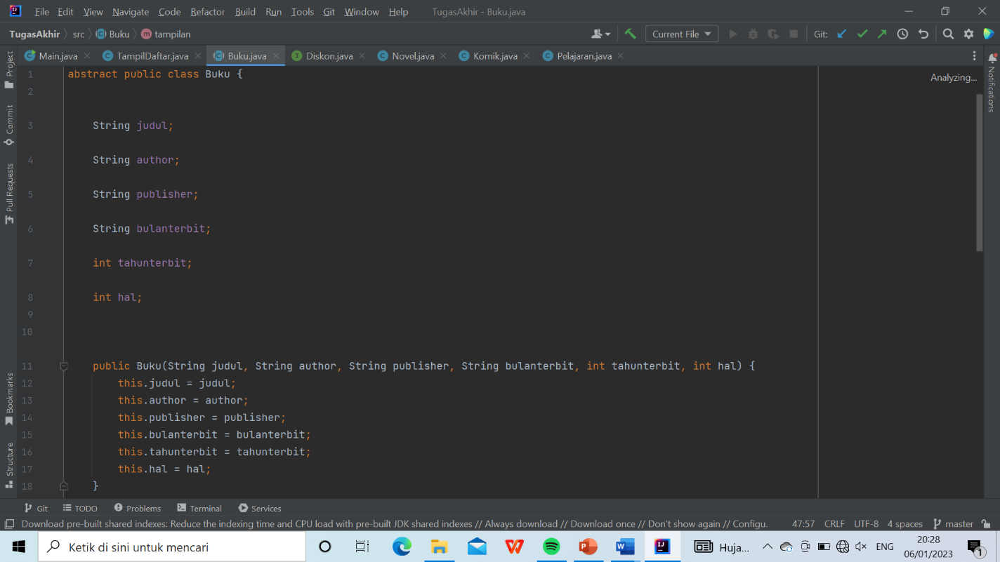 File Edit View Navigate Code Refactor Build Run Tools Git Window Help TugasAkhir - Buku.java
TugasAkhir src Buku tampilan Current File Git:
Main.java TampilDaftar.java Buku.java Diskon.java Novel.java Komik.java Pelajaran.java
Project
Commit
Pull Requests
Bookmarks
Structure
Notifications
Analyzing...
1 abstract public class Buku {
2
3 String judul;
4 String author;
5 String publisher;
6 String bulanterbit;
7 int tahunterbit;
8 int hal;
9
10
11 public Buku(String judul, String author, String publisher, String bulanterbit, int tahunterbit, int hal) {
12 this.judul = judul;
13 this.author = author;
14 this.publisher = publisher;
15 this.bulanterbit = bulanterbit;
16 this.tahunterbit = tahunterbit;
17 this.hal = hal;
18 }
Git TODO Problems Terminal Services
Download pre-built shared indexes: Reduce the indexing time and CPU load with pre-built JDK shared indexes // Always download // Download once // Don't show again // Configu. 47:57 CRLF UTF-8 4 spaces master
Ketik di sini untuk mencari Huja... ENG 20:28
06/01/2023 1